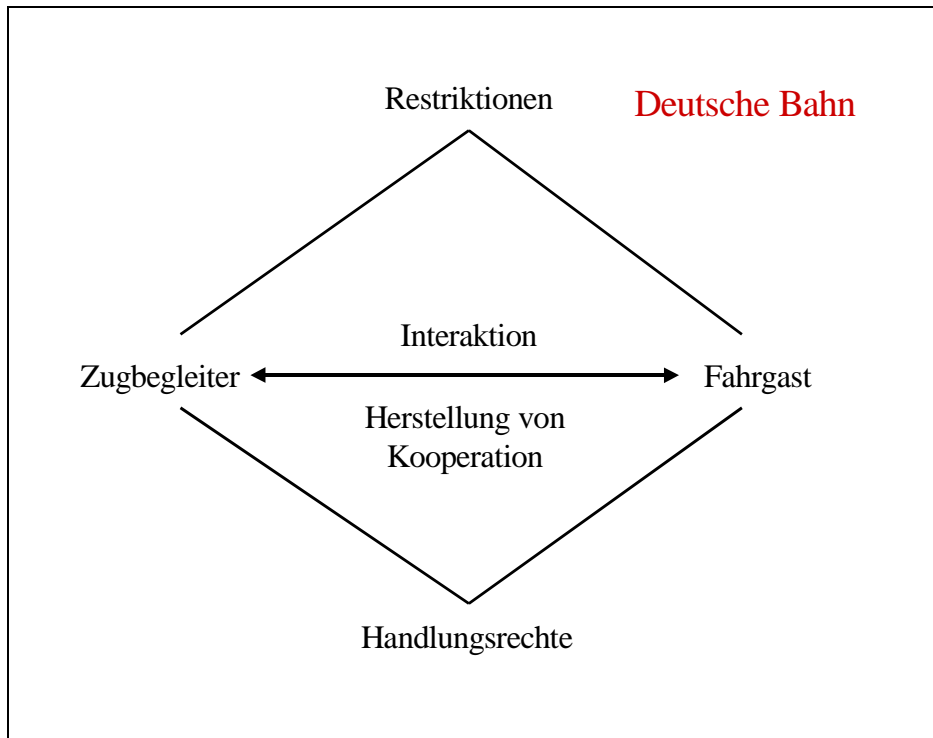 Restriktionen
Deutsche Bahn
Interaktion
Zugbegleiter
Fahrgast
Herstellung von
Kooperation
Handlungsrechte